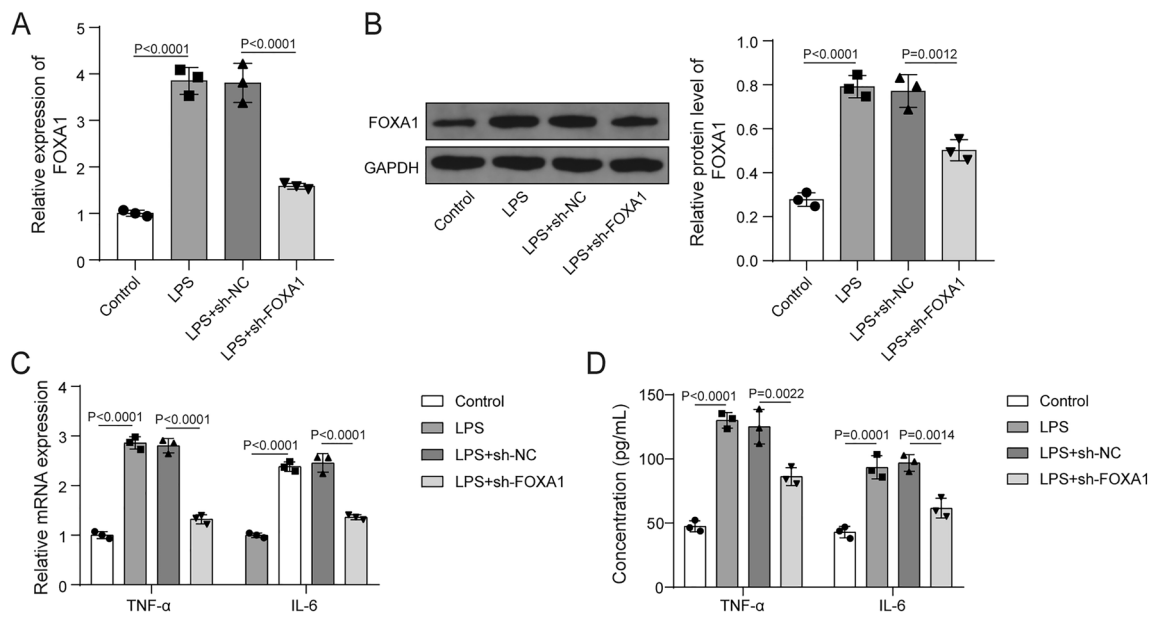 A
Relative expression of
FOXA1
5
4
3
2
1
0
P<0.0001
P<0.0001
Control
LPS
LPS+sh-NC
LPS+sh-FOXA1
B
FOXA1
GAPDH
Control
LPS
LPS+sh-NC
LPS+sh-FOXA1
Relative protein level of
FOXA1
1.0
0.8
0.6
0.4
0.2
0.0
P<0.0001
P=0.0012
Control
LPS
LPS+sh-NC
LPS+sh-FOXA1
C
Relative mRNA expression
4
3
2
1
0
P<0.0001
P<0.0001
P<0.0001
P<0.0001
TNF-α
IL-6
Control
LPS
LPS+sh-NC
LPS+sh-FOXA1
D
Concentration (pg/mL)
150
100
50
0
P<0.0001
P=0.0022
P=0.0001
P=0.0014
TNF-α
IL-6
Control
LPS
LPS+sh-NC
LPS+sh-FOXA1